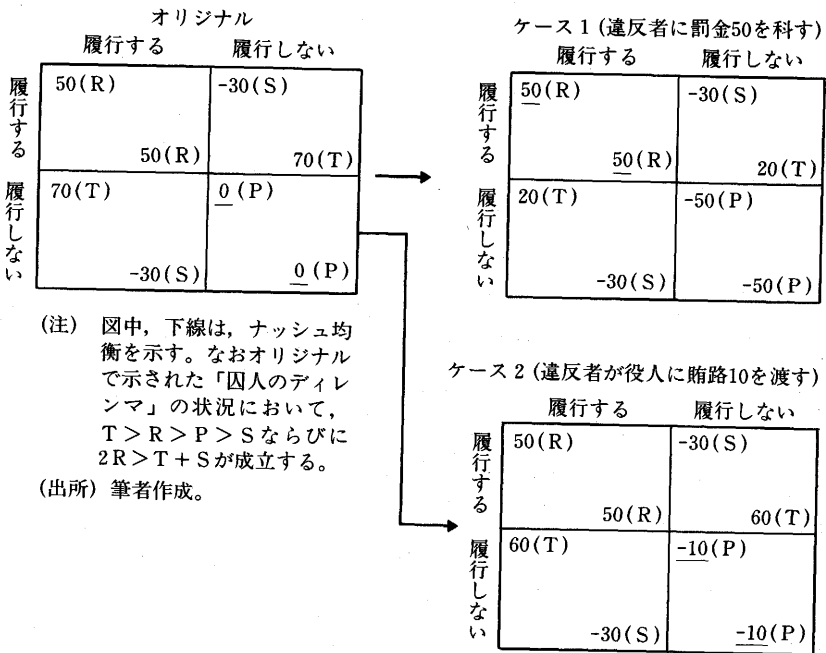 オリジナル
履行する 履行しない
履行する
50(R) -30(S)
50(R) 70(T)
履行しない
70(T) 0(P)
-30(S) 0(P)
(注) 図中，下線は，ナッシュ均
衡を示す。なおオリジナル
で示された「囚人のディレ
ンマ」の状況において，
T＞R＞P＞Sならびに
2R＞T＋Sが成立する。
(出所) 筆者作成。
ケース1(違反者に罰金50を科す)
履行する 履行しない
履行する
50(R) -30(S)
50(R) 20(T)
履行しない
20(T) -50(P)
-30(S) -50(P)
ケース2(違反者が役人に賄路10を渡す)
履行する 履行しない
履行する
50(R) -30(S)
50(R) 60(T)
履行しない
60(T) -10(P)
-30(S) -10(P)